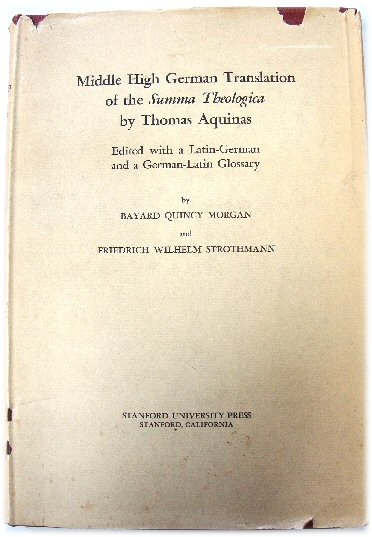 Middle High German Translation
of the Summa Theologica
by Thomas Aquinas
Edited with a Latin-German
and a German-Latin Glossary
by
BAYARD QUINCY MORGAN
and
FRIEDRICH WILHELM STROTHMANN
STANFORD UNIVERSITY PRESS
STANFORD, CALIFORNIA